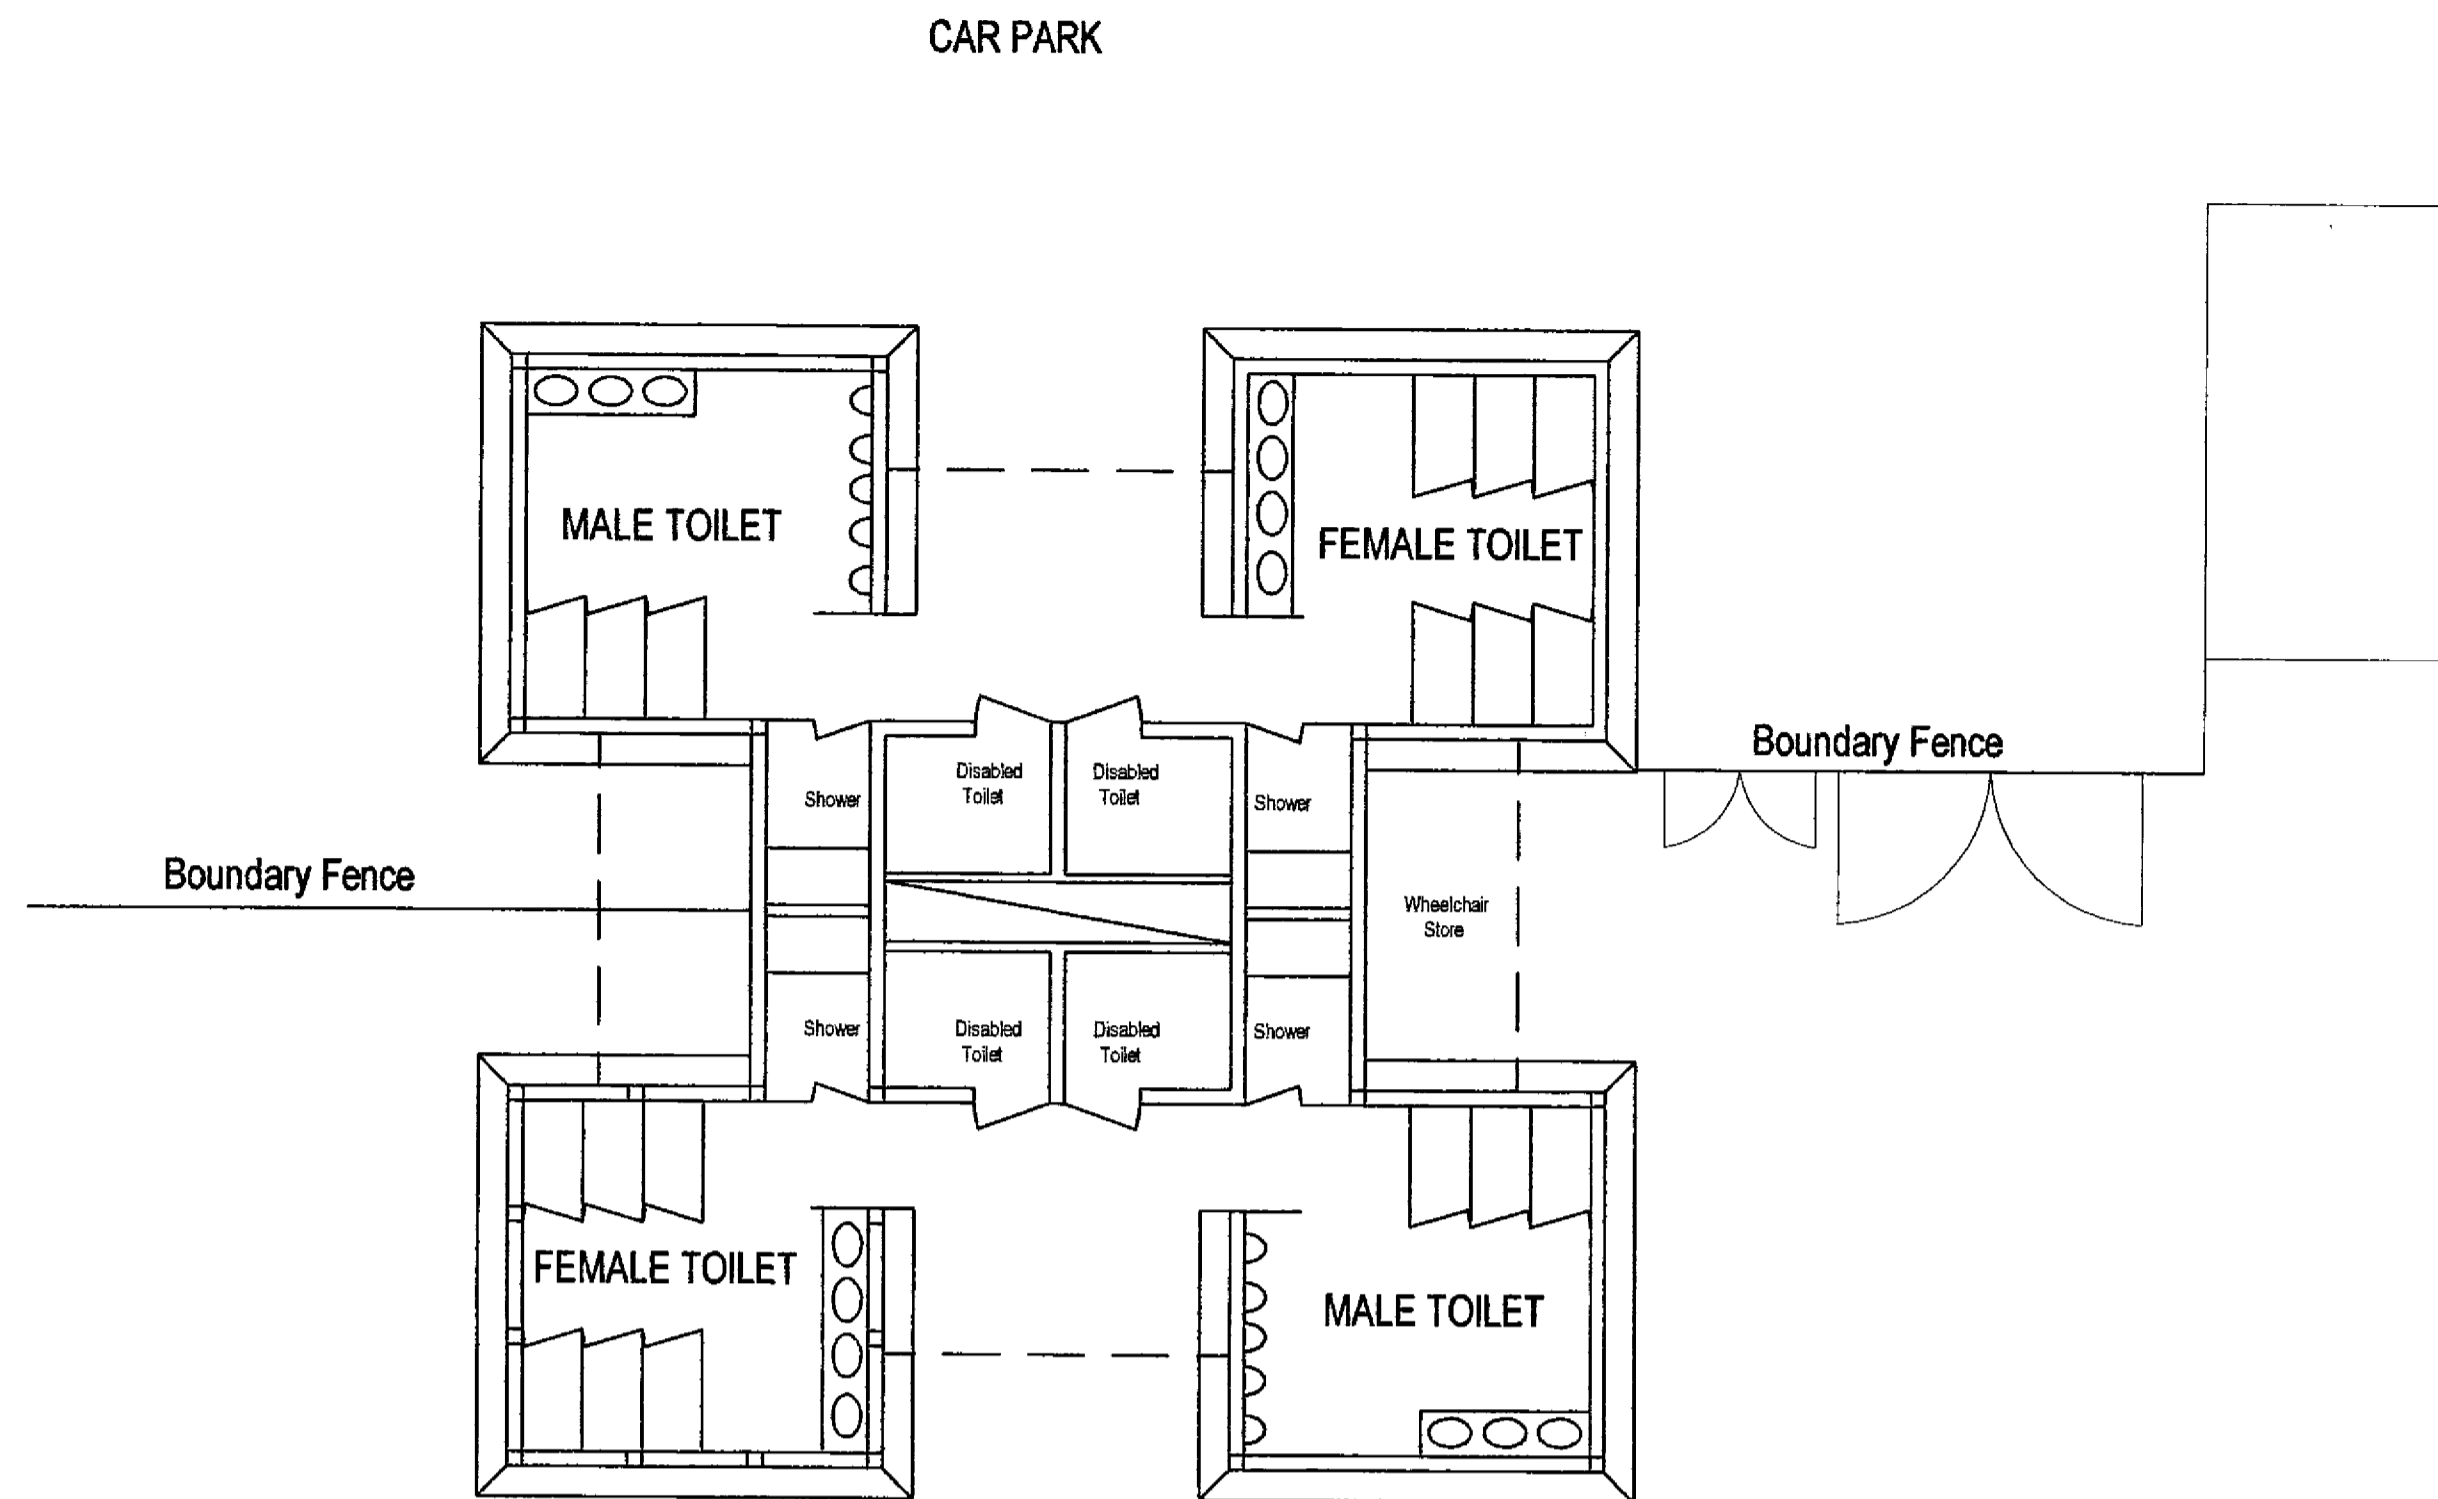 CAR PARK
MALE TOILET
FEMALE TOILET
Boundary Fence
Disabled
Toilet
Disabled
Toilet
Shower
Shower
Boundary Fence
Wheelchair
Store
Shower
Disabled
Toilet
Disabled
Toilet
Shower
FEMALE TOILET
MALE TOILET